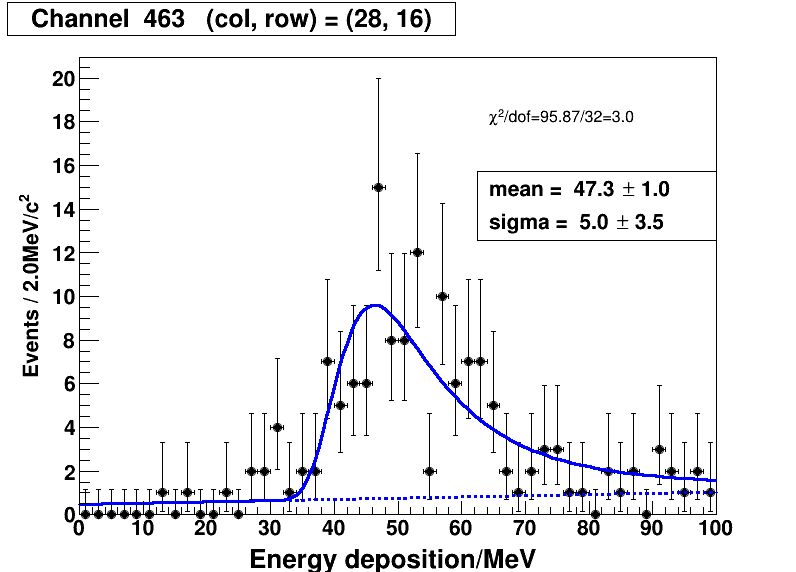 Channel  463   (col, row) = (28, 16)
20
18
16
14
12
10
8
6
4
2
0
Events / 2.0MeV/c²
χ²/dof=95.87/32=3.0
mean =  47.3 ± 1.0
sigma =  5.0 ± 3.5
0 10 20 30 40 50 60 70 80 90 100
Energy deposition/MeV